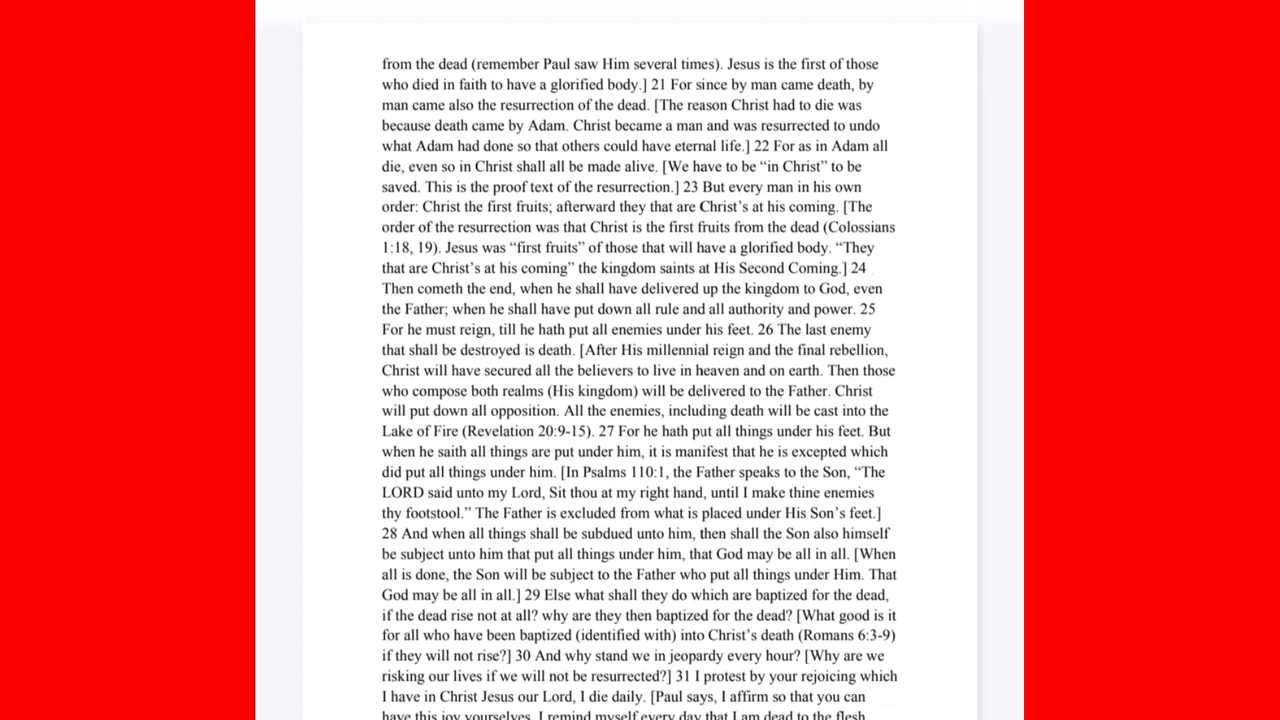 from the dead (remember Paul saw Him several times). Jesus is the first of those
who died in faith to have a glorified body.] 21 For since by man came death, by
man came also the resurrection of the dead. [The reason Christ had to die was
because death came by Adam. Christ became a man and was resurrected to undo
what Adam had done so that others could have eternal life.] 22 For as in Adam all
die, even so in Christ shall all be made alive. [We have to be “in Christ” to be
saved. This is the proof text of the resurrection.] 23 But every man in his own
order: Christ the first fruits; afterward they that are Christ’s at his coming. [The
order of the resurrection was that Christ is the first fruits from the dead (Colossians
1:18, 19). Jesus was “first fruits” of those that will have a glorified body. “They
that are Christ’s at his coming” the kingdom saints at His Second Coming.] 24
Then cometh the end, when he shall have delivered up the kingdom to God, even
the Father; when he shall have put down all rule and all authority and power. 25
For he must reign, till he hath put all enemies under his feet. 26 The last enemy
that shall be destroyed is death. [After His millennial reign and the final rebellion,
Christ will have secured all the believers to live in heaven and on earth. Then those
who compose both realms (His kingdom) will be delivered to the Father. Christ
will put down all opposition. All the enemies, including death will be cast into the
Lake of Fire (Revelation 20:9-15). 27 For he hath put all things under his feet. But
when he saith all things are put under him, it is manifest that he is excepted which
did put all things under him. [In Psalms 110:1, the Father speaks to the Son, “The
LORD said unto my Lord, Sit thou at my right hand, until I make thine enemies
thy footstool.” The Father is excluded from what is placed under His Son’s feet.]
28 And when all things shall be subdued unto him, then shall the Son also himself
be subject unto him that put all things under him, that God may be all in all. [When
all is done, the Son will be subject to the Father who put all things under Him. That
God may be all in all.] 29 Else what shall they do which are baptized for the dead,
if the dead rise not at all? why are they then baptized for the dead? [What good is it
for all who have been baptized (identified with) into Christ’s death (Romans 6:3-9)
if they will not rise?] 30 And why stand we in jeopardy every hour? [Why are we
risking our lives if we will not be resurrected?] 31 I protest by your rejoicing which
I have in Christ Jesus our Lord, I die daily. [Paul says, I affirm so that you can
have this joy yourselves, I remind myself every day that I am dead to the flesh